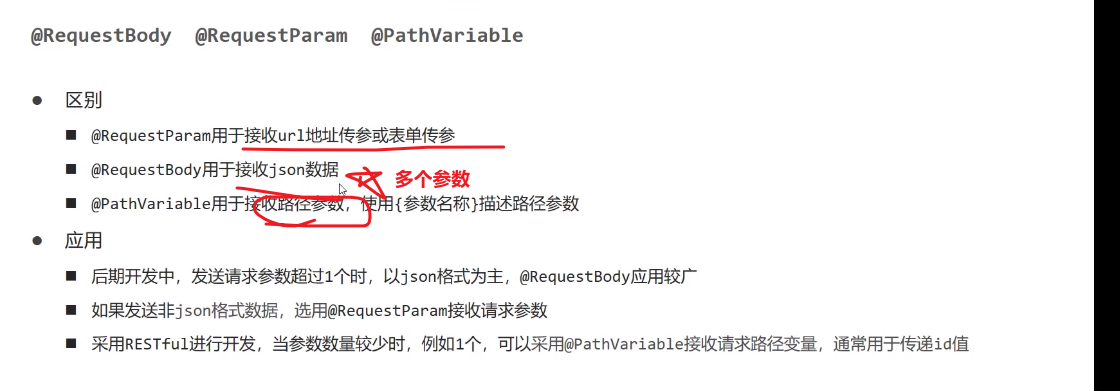 @RequestBody @RequestParam @PathVariable
● 区别
■ @RequestParam用于接收url地址传参或表单传参
■ @RequestBody用于接收json数据
多个参数
■ @PathVariable用于接收路径参数，使用{参数名称}描述路径参数
● 应用
■ 后期开发中，发送请求参数超过1个时，以json格式为主，@RequestBody应用较广
■ 如果发送非json格式数据，选用@RequestParam接收请求参数
■ 采用RESTful进行开发，当参数数量较少时，例如1个，可以采用@PathVariable接收请求路径变量，通常用于传递id值